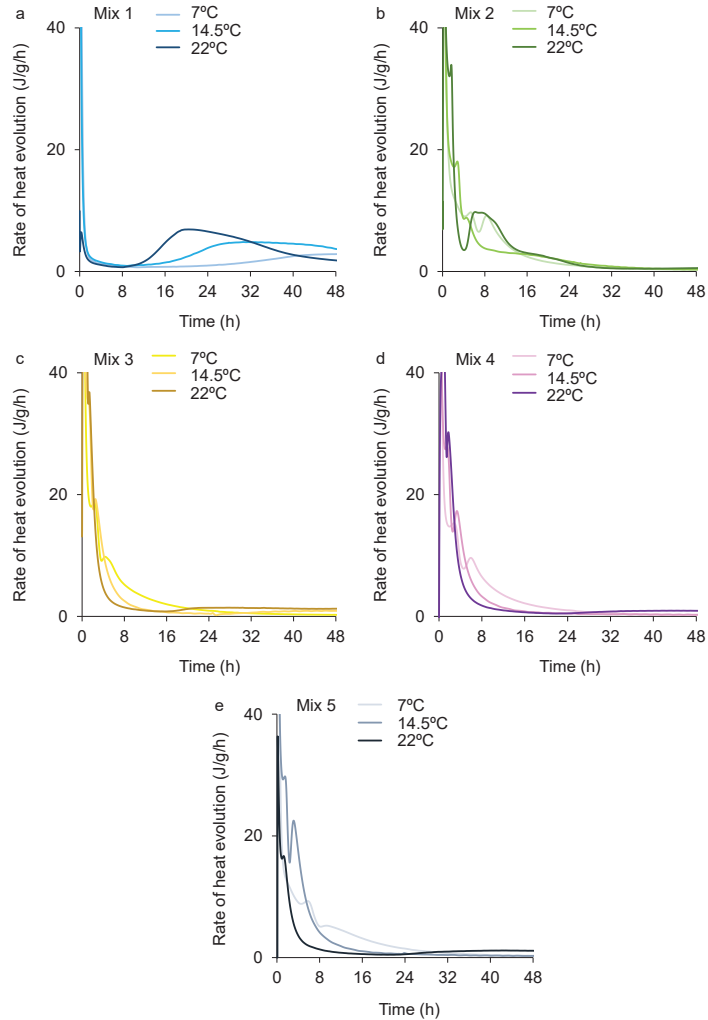 a Mix 1
7ºC
14.5ºC
22ºC
40
20
0
Rate of heat evolution (J/g/h)
0 8 16 24 32 40 48
Time (h)
b Mix 2
7ºC
14.5ºC
22ºC
40
20
0
Rate of heat evolution (J/g/h)
0 8 16 24 32 40 48
Time (h)
c Mix 3
7ºC
14.5ºC
22ºC
40
20
0
Rate of heat evolution (J/g/h)
0 8 16 24 32 40 48
Time (h)
d Mix 4
7ºC
14.5ºC
22ºC
40
20
0
Rate of heat evolution (J/g/h)
0 8 16 24 32 40 48
Time (h)
e Mix 5
7ºC
14.5ºC
22ºC
40
20
0
Rate of heat evolution (J/g/h)
0 8 16 24 32 40 48
Time (h)